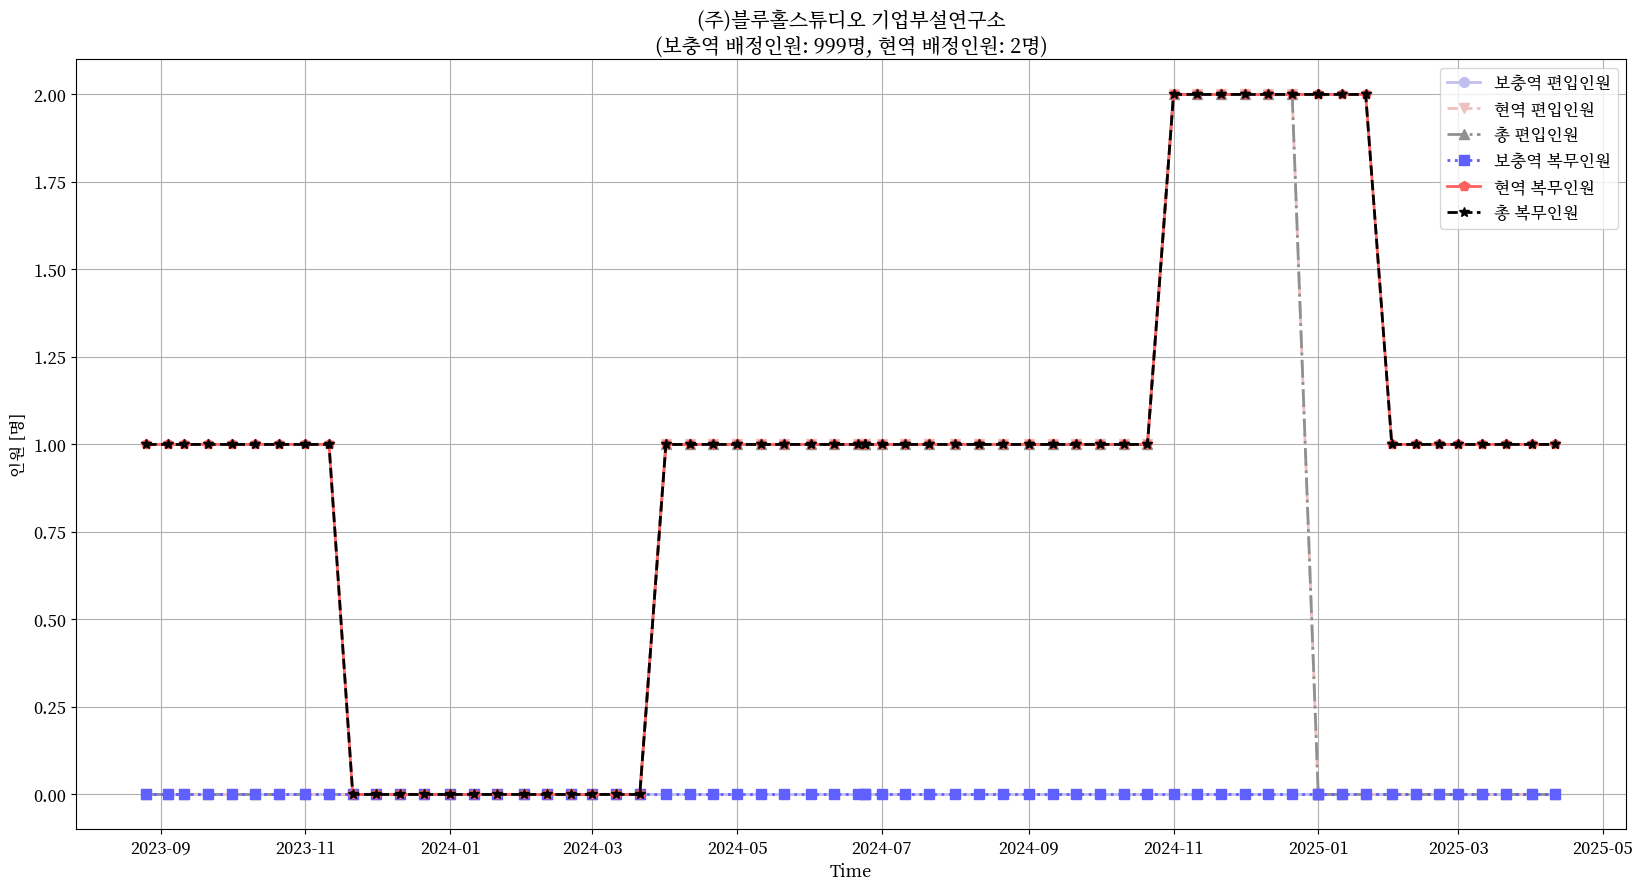 (주)블루홀스튜디오 기업부설연구소
(보충역 배정인원: 999명, 현역 배정인원: 2명)
보충역 편입인원
현역 편입인원
총 편입인원
보충역 복무인원
현역 복무인원
총 복무인원
인원 [명]
2.00
1.75
1.50
1.25
1.00
0.75
0.50
0.25
0.00
2023-09
2023-11
2024-01
2024-03
2024-05
2024-07
2024-09
2024-11
2025-01
2025-03
2025-05
Time